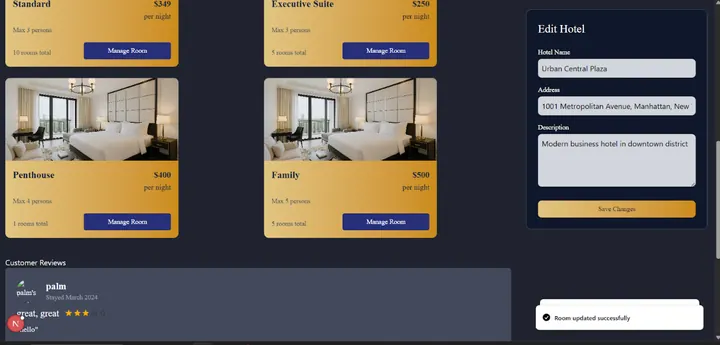 Standard
$349
per night
Max 3 persons
10 rooms total
Manage Room
Executive Suite
$250
per night
Max 3 persons
5 rooms total
Manage Room
Penthouse
$400
per night
Max 4 persons
1 rooms total
Manage Room
Family
$500
per night
Max 5 persons
5 rooms total
Manage Room
Customer Reviews
palm's
palm
Stayed March 2024
great, great
"hello"
N
Edit Hotel
Hotel Name
Urban Central Plaza
Address
1001 Metropolitan Avenue, Manhattan, New
Description
Modern business hotel in downtown district
Save Changes
Room updated successfully